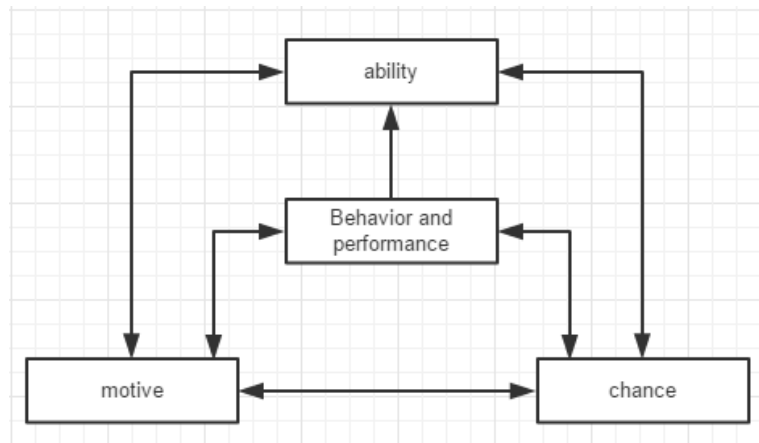 ability
Behavior and
performance
motive
chance